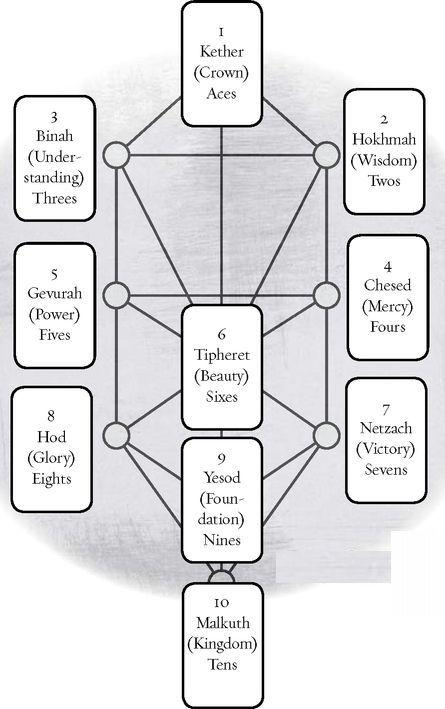 1
Kether
(Crown)
Aces
3
Binah
(Under-
standing)
Threes
2
Hokhmah
(Wisdom)
Twos
5
Gevurah
(Power)
Fives
4
Chesed
(Mercy)
Fours
6
Tipheret
(Beauty)
Sixes
8
Hod
(Glory)
Eights
7
Netzach
(Victory)
Sevens
9
Yesod
(Foun-
dation)
Nines
10
Malkuth
(Kingdom)
Tens